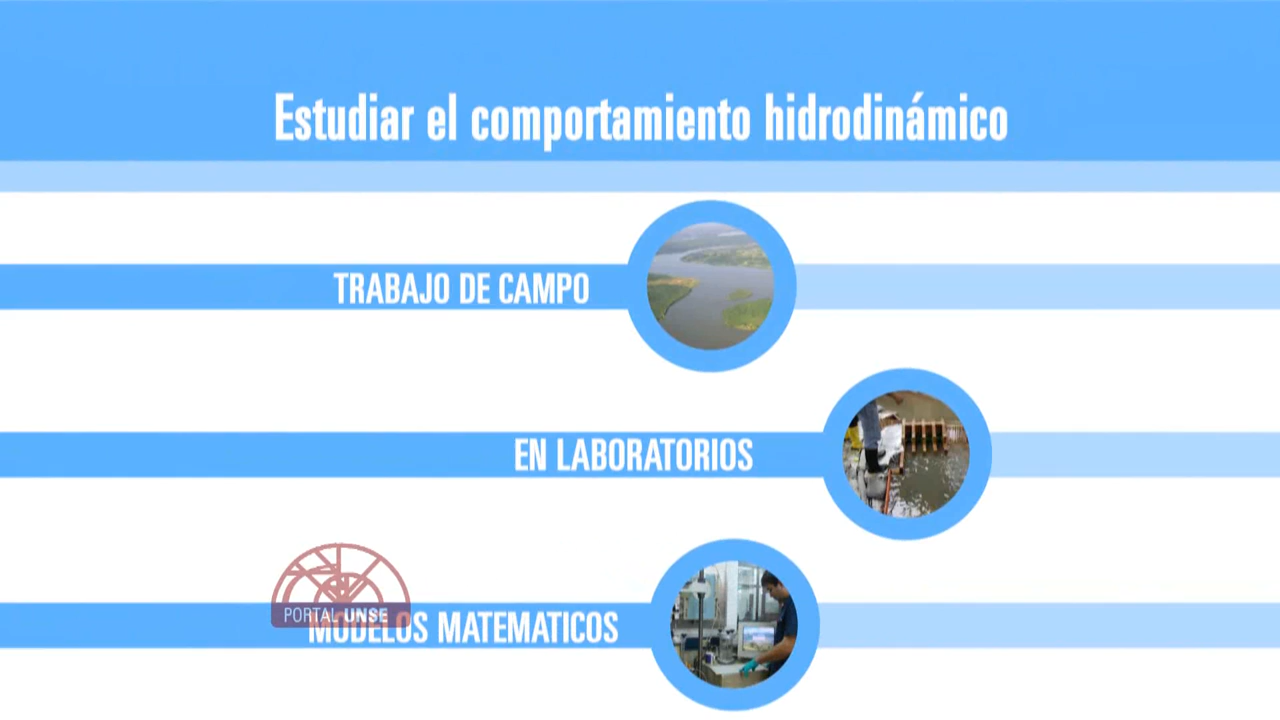 Estudiar el comportamiento hidrodinámico
TRABAJO DE CAMPO
EN LABORATORIOS
PORTAL UNSE
MODELOS MATEMATICOS